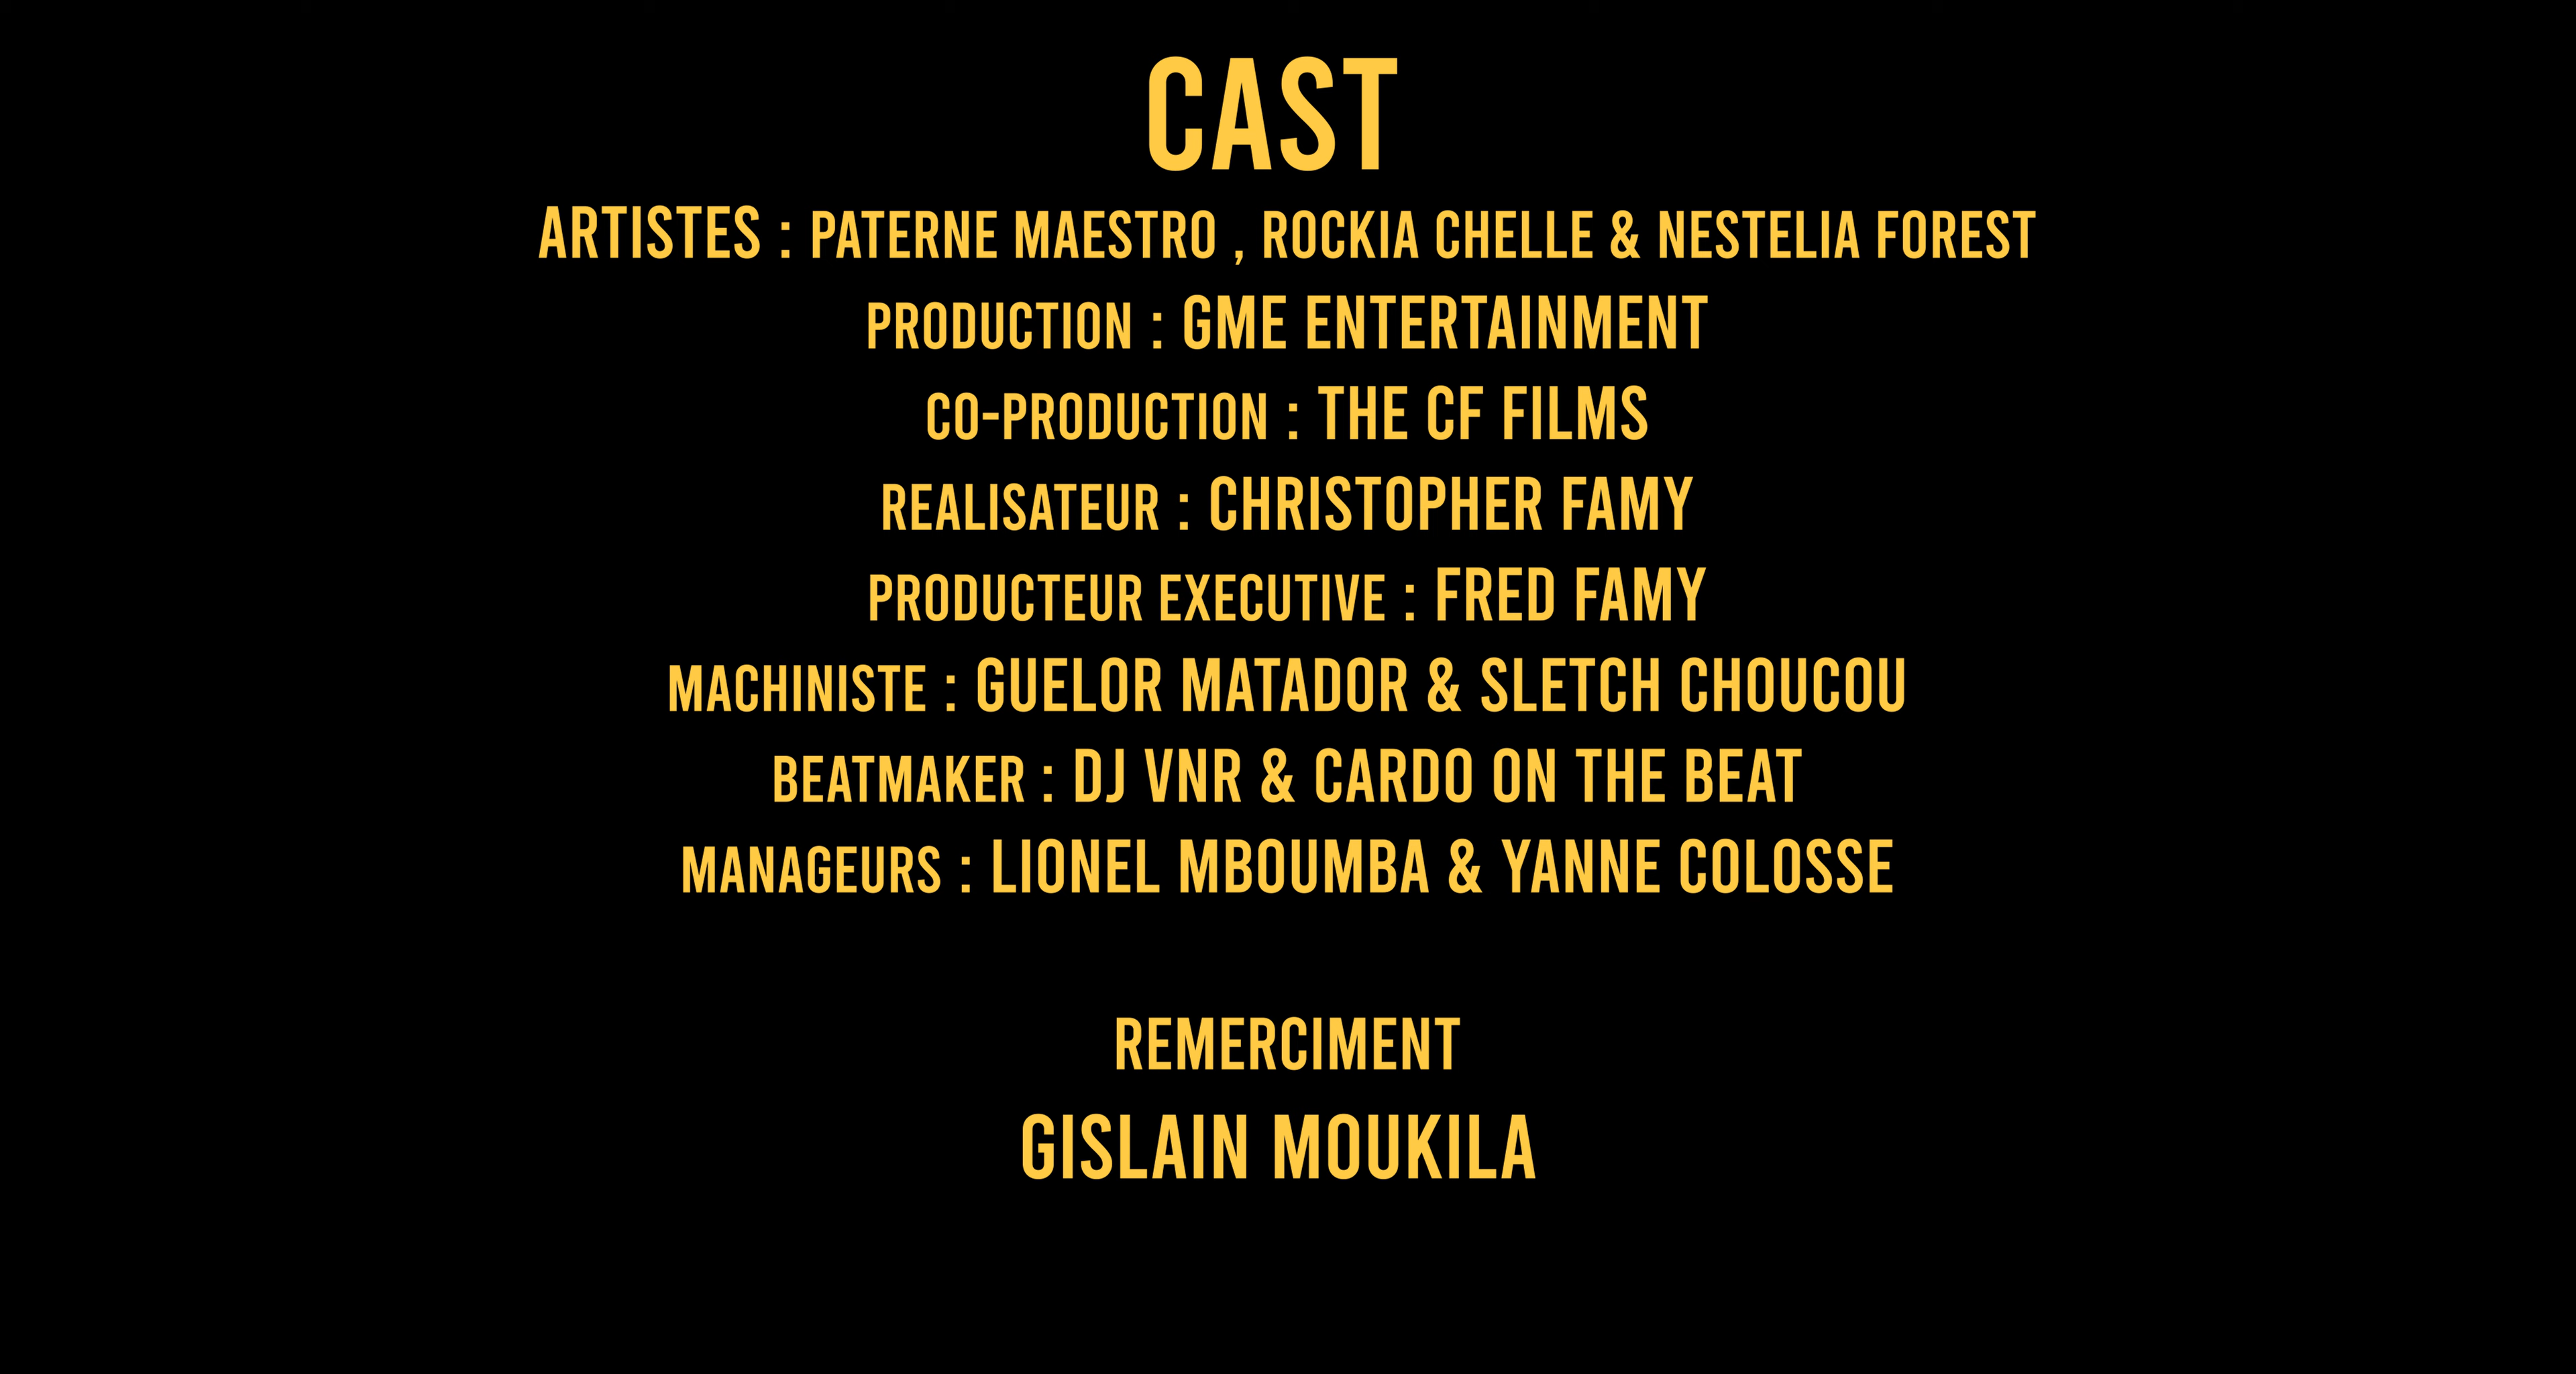 CAST
ARTISTES : PATERNE MAESTRO , ROCKIA CHELLE & NESTELIA FOREST
PRODUCTION : GME ENTERTAINMENT
CO-PRODUCTION : THE CF FILMS
REALISATEUR : CHRISTOPHER FAMY
PRODUCTEUR EXECUTIVE : FRED FAMY
MACHINISTE : GUELOR MATADOR & SLETCH CHOUCOU
BEATMAKER : DJ VNR & CARDO ON THE BEAT
MANAGEURS : LIONEL MBOUMBA & YANNE COLOSSE
REMERCIMENT
GISLAIN MOUKILA